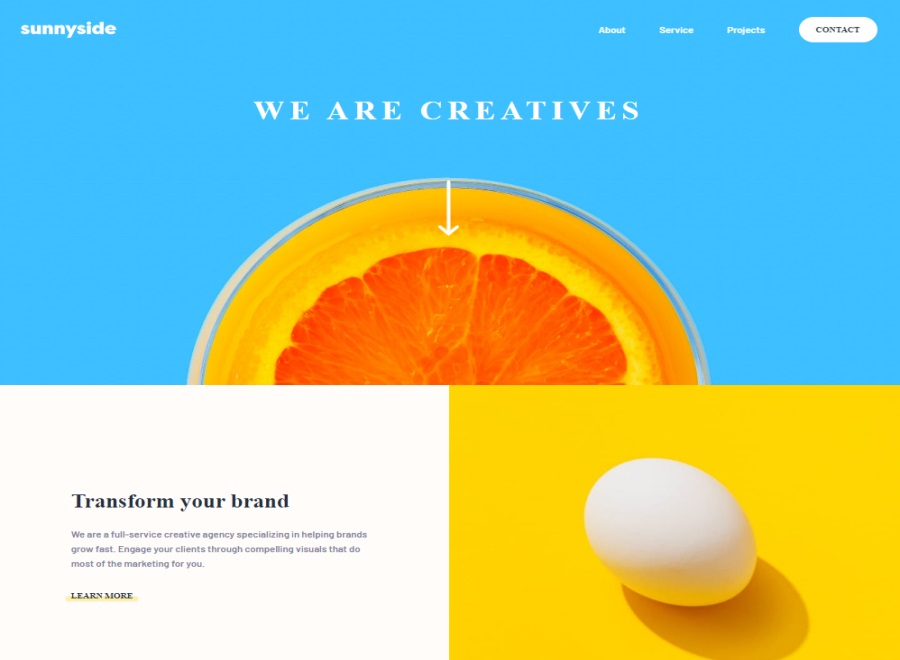 sunnyside
About Service Projects CONTACT
WE ARE CREATIVES
Transform your brand
We are a full-service creative agency specializing in helping brands
grow fast. Engage your clients through compelling visuals that do
most of the marketing for you.
LEARN MORE